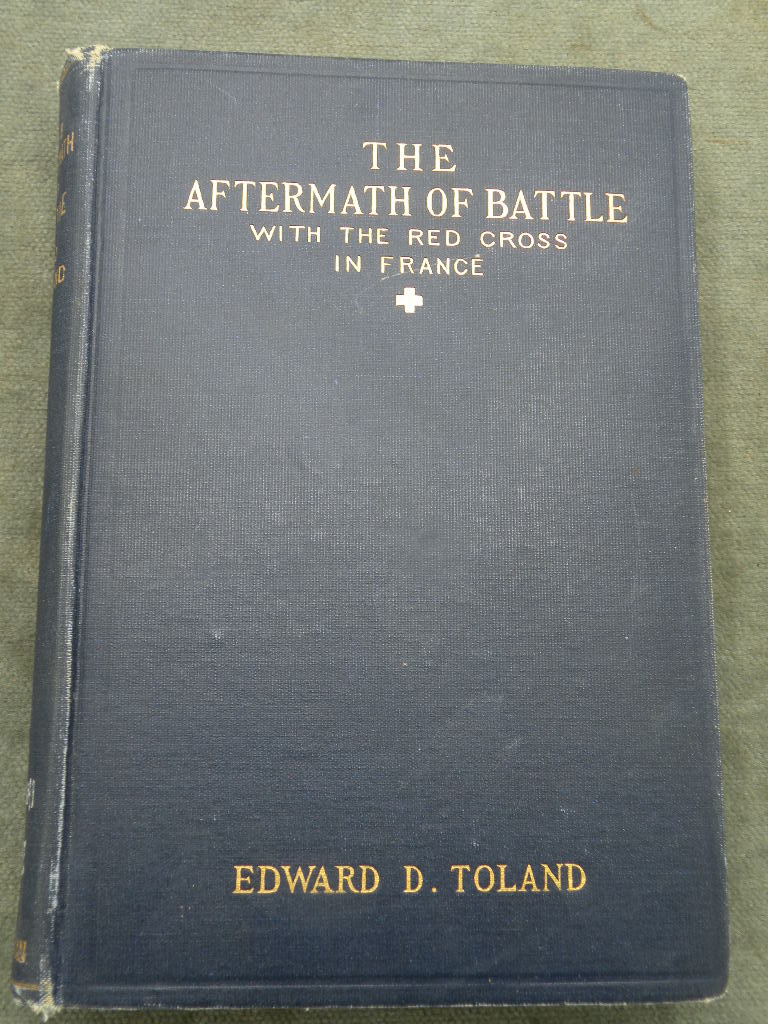 THE
AFTERMATH OF BATTLE
WITH THE RED CROSS
IN FRANCE
EDWARD D. TOLAND